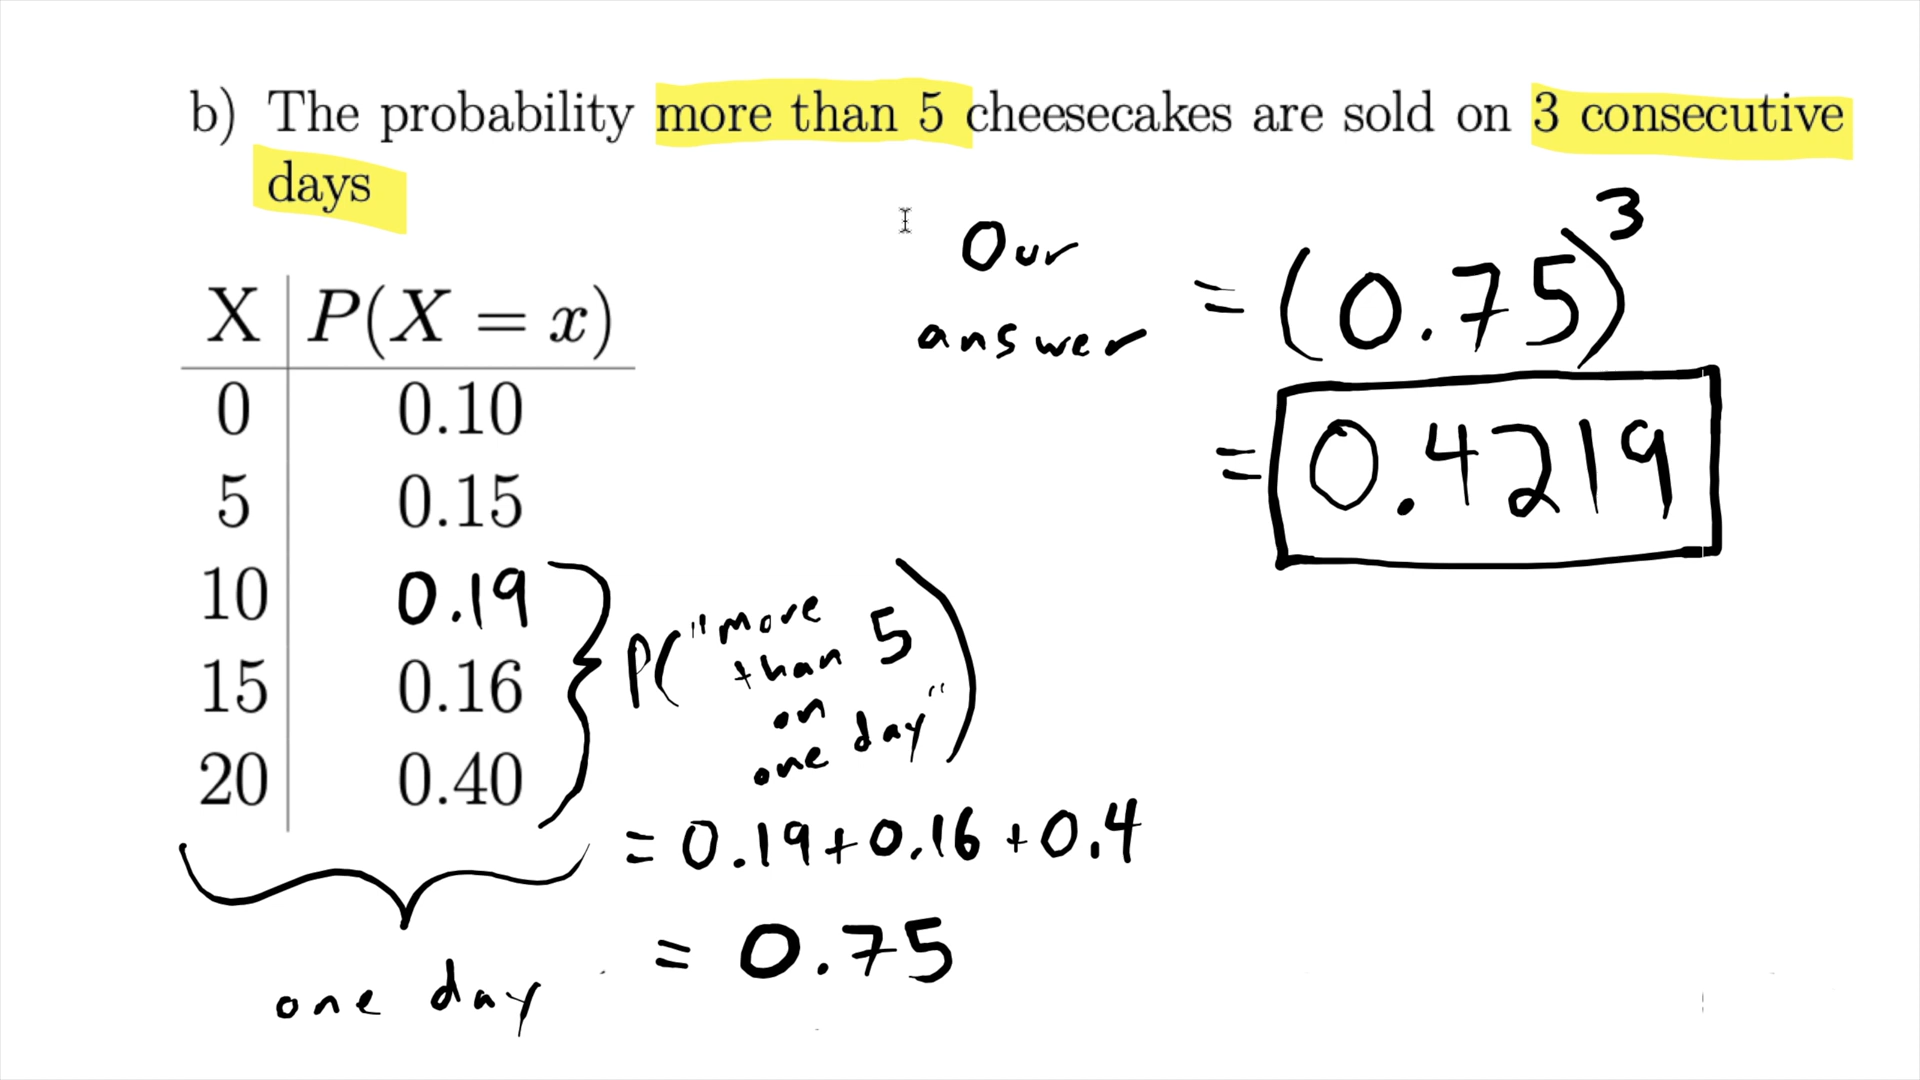 b) The probability more than 5 cheesecakes are sold on 3 consecutive
days
Our
answer
= (0.75)³
= 0.4219
X P(X = x)
0 0.10
5 0.15
10 0.19
15 0.16
20 0.40
P("more
than 5
on
one day")
= 0.19+0.16+0.4
= 0.75
one day